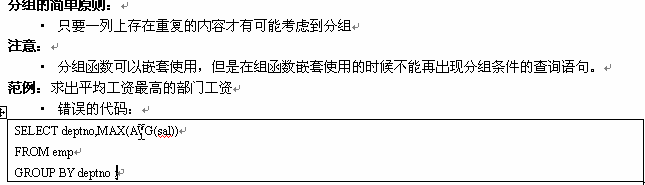 分组的简单原则：
· 只要一列上存在重复的内容才有可能考虑到分组
注意：
· 分组函数可以嵌套使用，但是在组函数嵌套使用的时候不能再出现分组条件的查询语句。
范例：求出平均工资最高的部门工资
· 错误的代码：
SELECT deptno,MAX(AVG(sal))
FROM emp
GROUP BY deptno ;